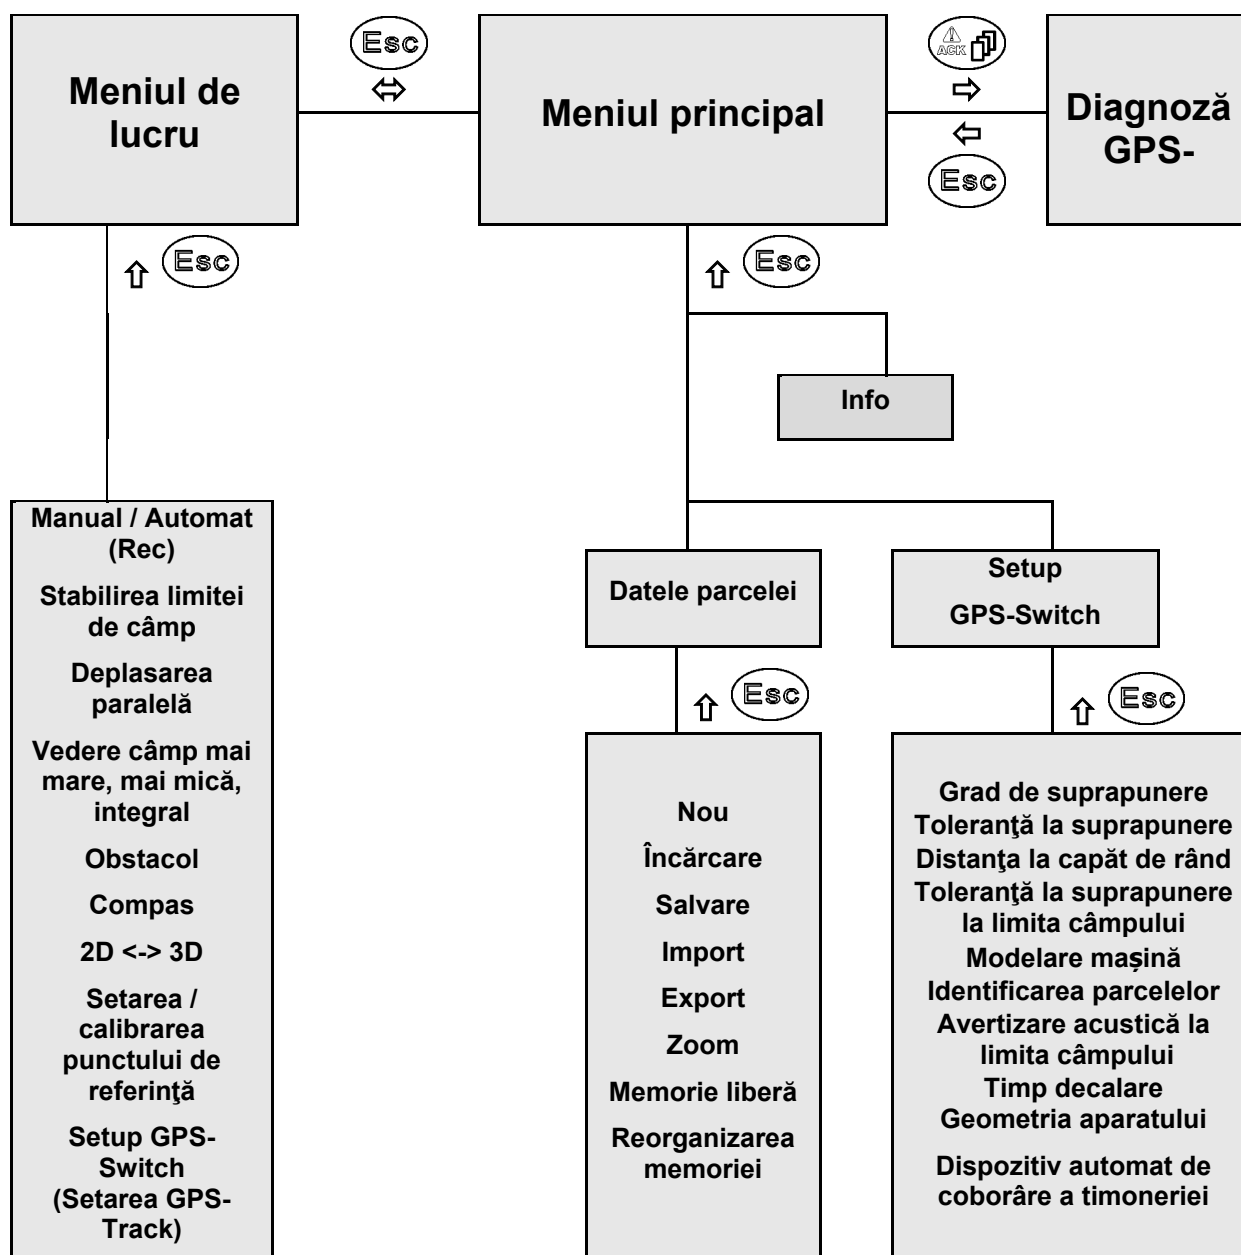 Esc
ACK
Meniul de
lucru
Meniul principal
Diagnoză
GPS-
Esc
Esc
Esc
Info
Manual / Automat
(Rec)
Stabilirea limitei
de câmp
Deplasarea
paralelă
Vedere câmp mai
mare, mai mică,
integral
Obstacol
Compas
2D <-> 3D
Setarea /
calibrarea
punctului de
referinţă
Setup GPS-
Switch
(Setarea GPS-
Track)
Datele parcelei
Setup
GPS-Switch
Esc
Esc
Nou
Încărcare
Salvare
Import
Export
Zoom
Memorie liberă
Reorganizarea
memoriei
Grad de suprapunere
Toleranţă la suprapunere
Distanţa la capăt de rând
Toleranţă la suprapunere
la limita câmpului
Modelare mașină
Identificarea parcelelor
Avertizare acustică la
limita câmpului
Timp decalare
Geometria aparatului
Dispozitiv automat de
coborâre a timoneriei